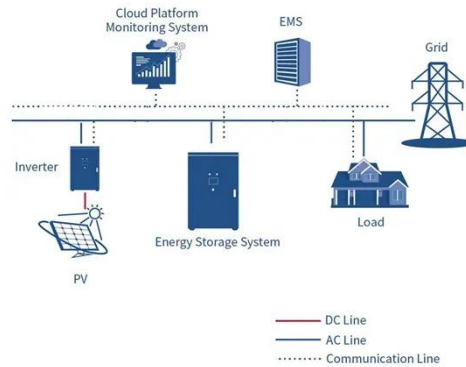 Cloud Platform
Monitoring System
EMS
Grid
Inverter
Energy Storage System
Load
PV
DC Line
AC Line
Communication Line